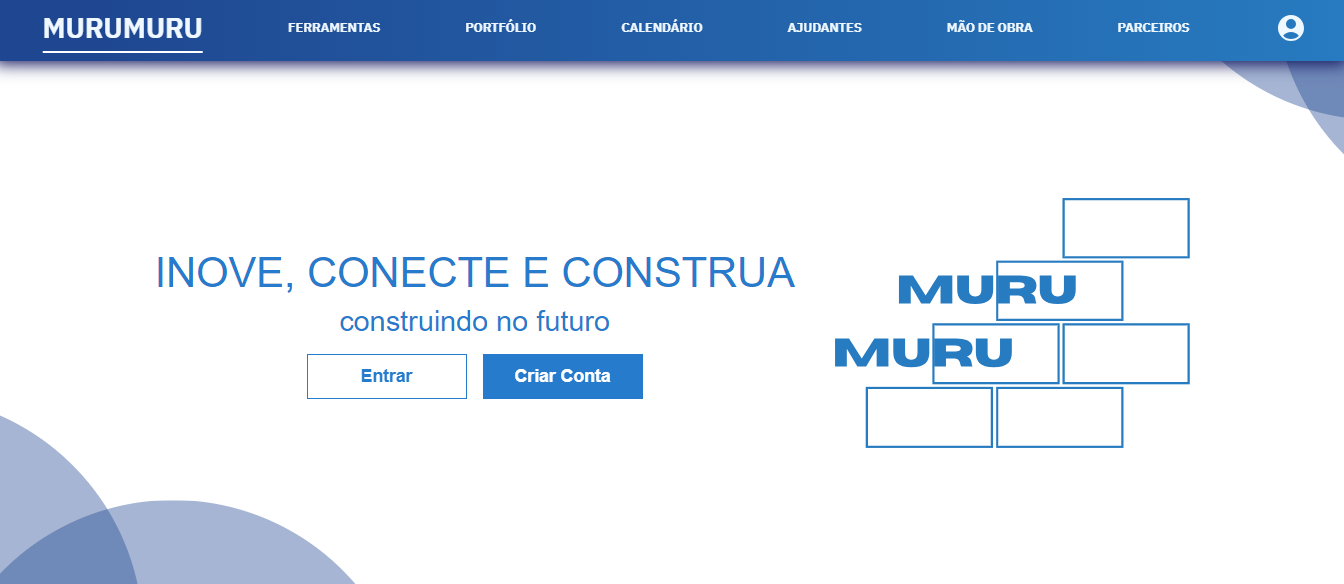 MURUMURU FERRAMENTAS PORTFÓLIO CALENDÁRIO AJUDANTES MÃO DE OBRA PARCEIROS
INOVE, CONECTE E CONSTRUA
construindo no futuro
Entrar Criar Conta
MURU
MURU